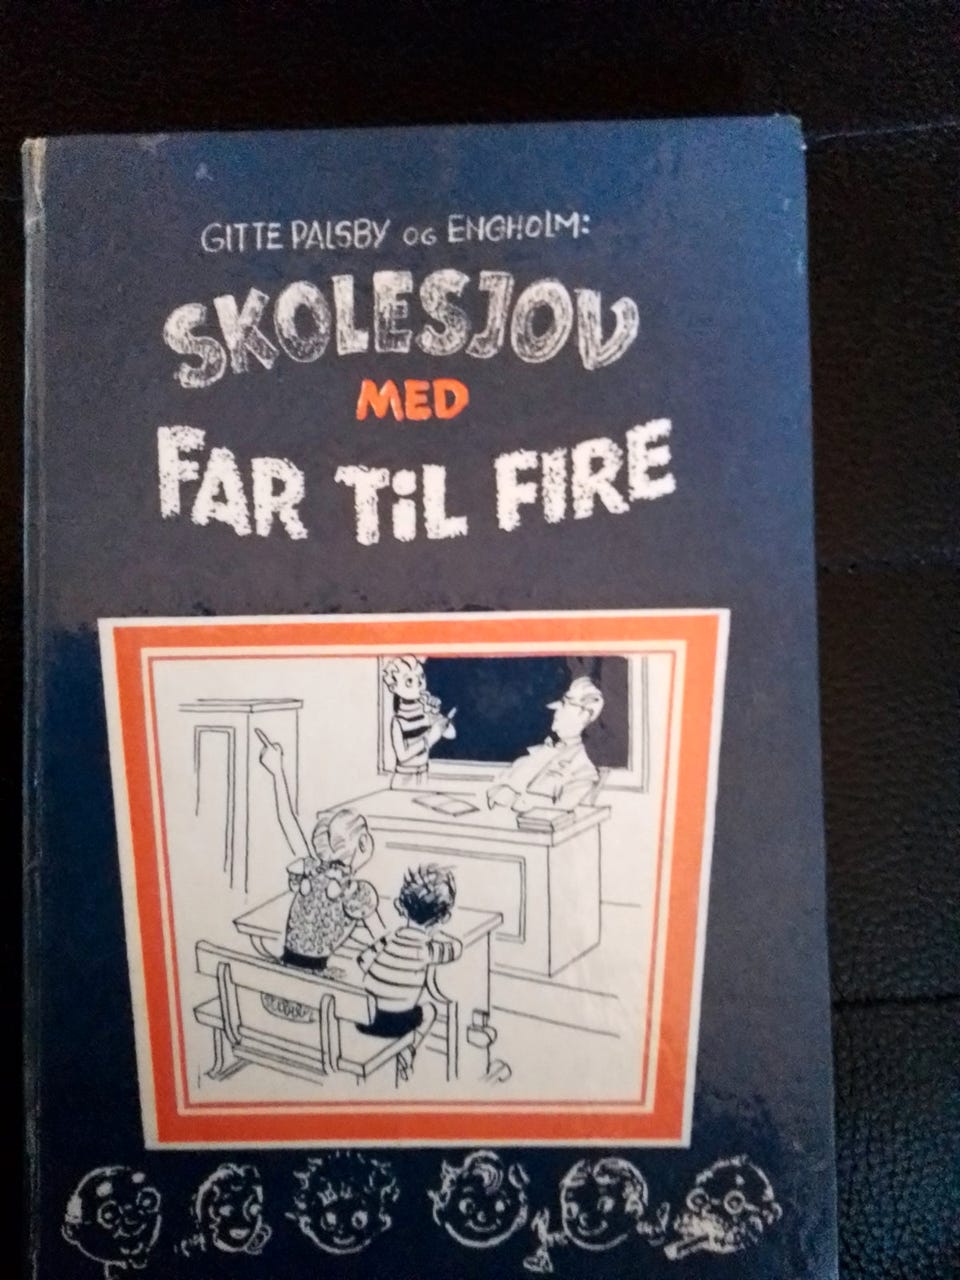 GITTE PALSBY OG ENGHOLM:
SKOLESJOV
MED
FAR TiL FIRE